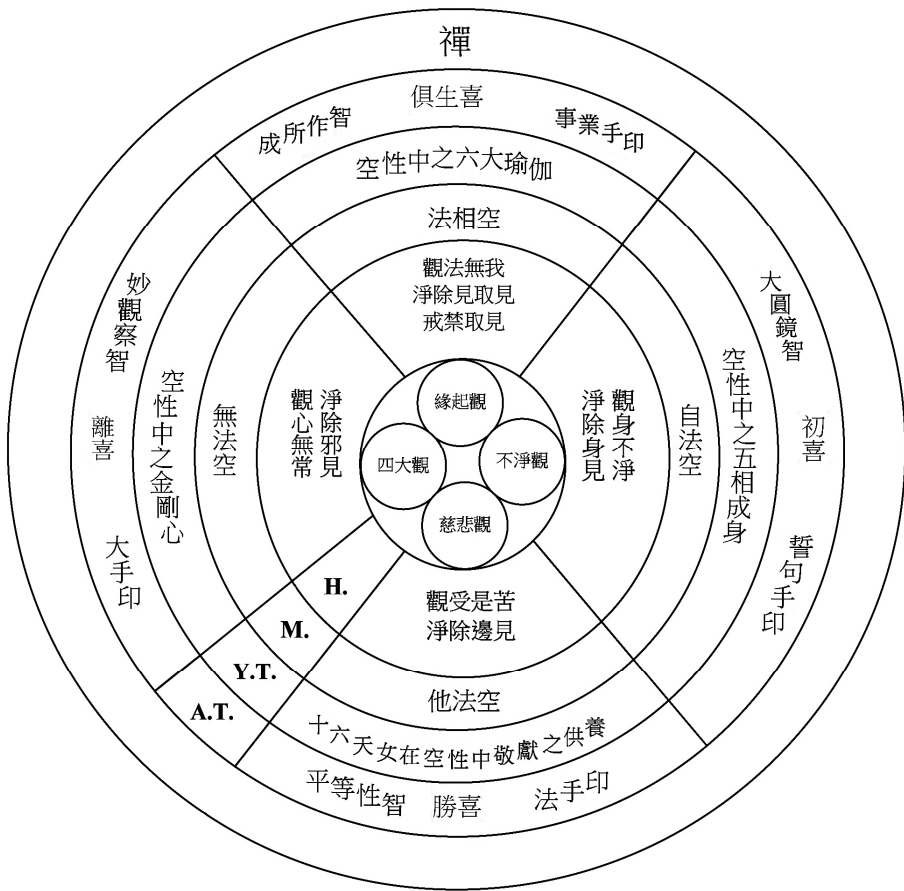 禪
成所作智
俱生喜
事業手印
空性中之六大瑜伽
法相空
觀法無我
淨除見取見
戒禁取見
妙觀察智
離喜
大手印
空性中之金剛心
無法空
淨除邪見
觀心無常
緣起觀
四大觀
不淨觀
慈悲觀
觀身不淨
淨除身見
自法空
空性中之五相成身
大圓鏡智
初喜
誓句手印
H.
M.
Y.T.
A.T.
觀受是苦
淨除邊見
他法空
十六天女在空性中敬獻之供養
平等性智
勝喜
法手印